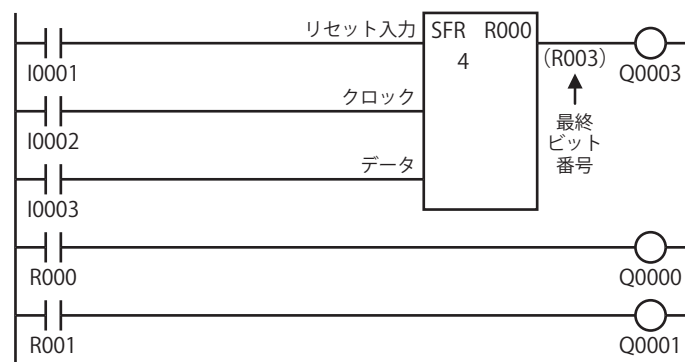 リセット入力
SFR R000
4
(R003)
I0001
Q0003
クロック
最終
ビット
番号
I0002
データ
I0003
R000
Q0000
R001
Q0001